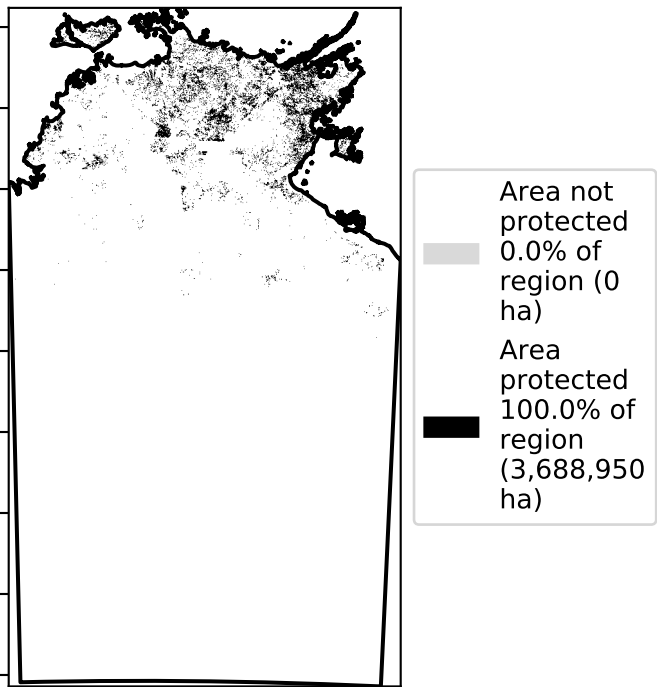 Area not
protected
0.0% of
region (0
ha)
Area
protected
100.0% of
region
(3,688,950
ha)